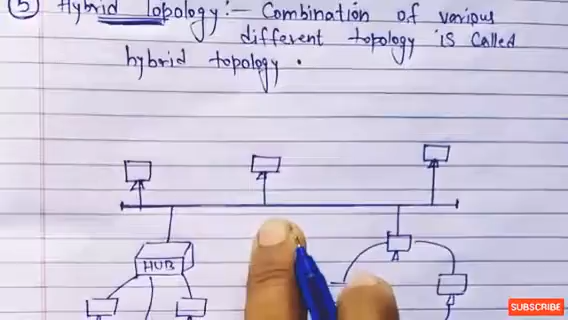 5 Hybrid Topology :- Combination of various
different topology is called
hybrid topology .
HUB
SUBSCRIBE